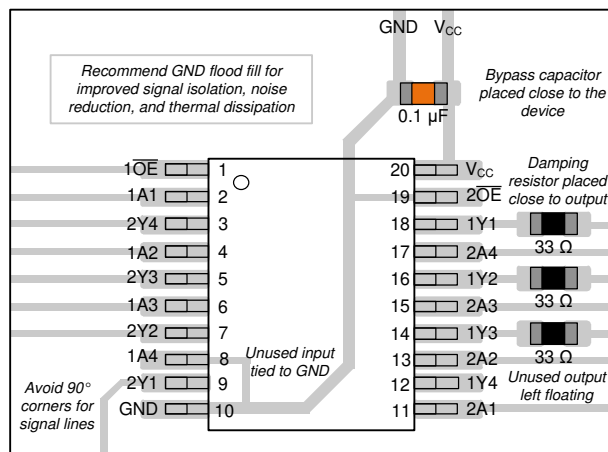 GND V_CC
Recommend GND flood fill for
improved signal isolation, noise
reduction, and thermal dissipation
Bypass capacitor
placed close to the
device
0.1 µF
1O̅E̅ 1 20 V_CC
Damping
resistor placed
close to output
1A1 2 19 2O̅E̅
2Y4 3 18 1Y1
33 Ω
1A2 4 17 2A4
2Y3 5 16 1Y2
33 Ω
1A3 6 15 2A3
2Y2 7 14 1Y3
33 Ω
1A4 8 13 2A2
Unused input
tied to GND
2Y1 9 12 1Y4
Unused output
left floating
GND 10 11 2A1
Avoid 90°
corners for
signal lines